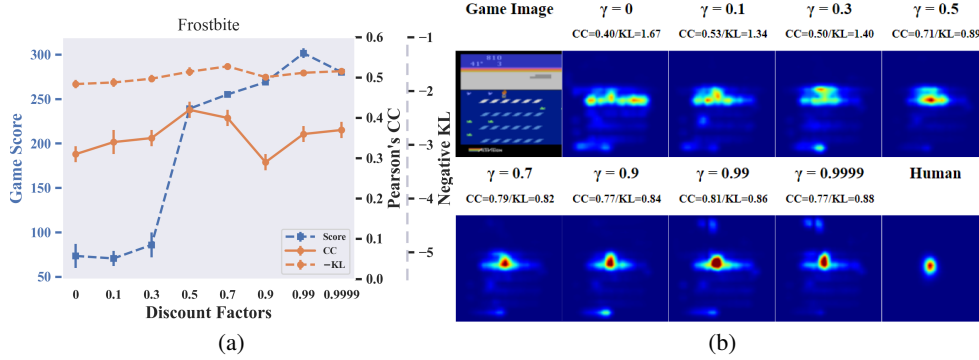 Frostbite
Game Score
300
250
200
150
100
50
0.6
0.5
0.4
0.3
0.2
0.1
0.0
Pearson's CC
−1
−2
−3
−4
−5
Negative KL
Score
CC
−KL
0 0.1 0.3 0.5 0.7 0.9 0.99 0.9999
Discount Factors
(a)
Game Image γ = 0 γ = 0.1 γ = 0.3 γ = 0.5
CC=0.40/KL=1.67 CC=0.53/KL=1.34 CC=0.50/KL=1.40 CC=0.71/KL=0.89
γ = 0.7 γ = 0.9 γ = 0.99 γ = 0.9999 Human
CC=0.79/KL=0.82 CC=0.77/KL=0.84 CC=0.81/KL=0.86 CC=0.77/KL=0.88
(b)